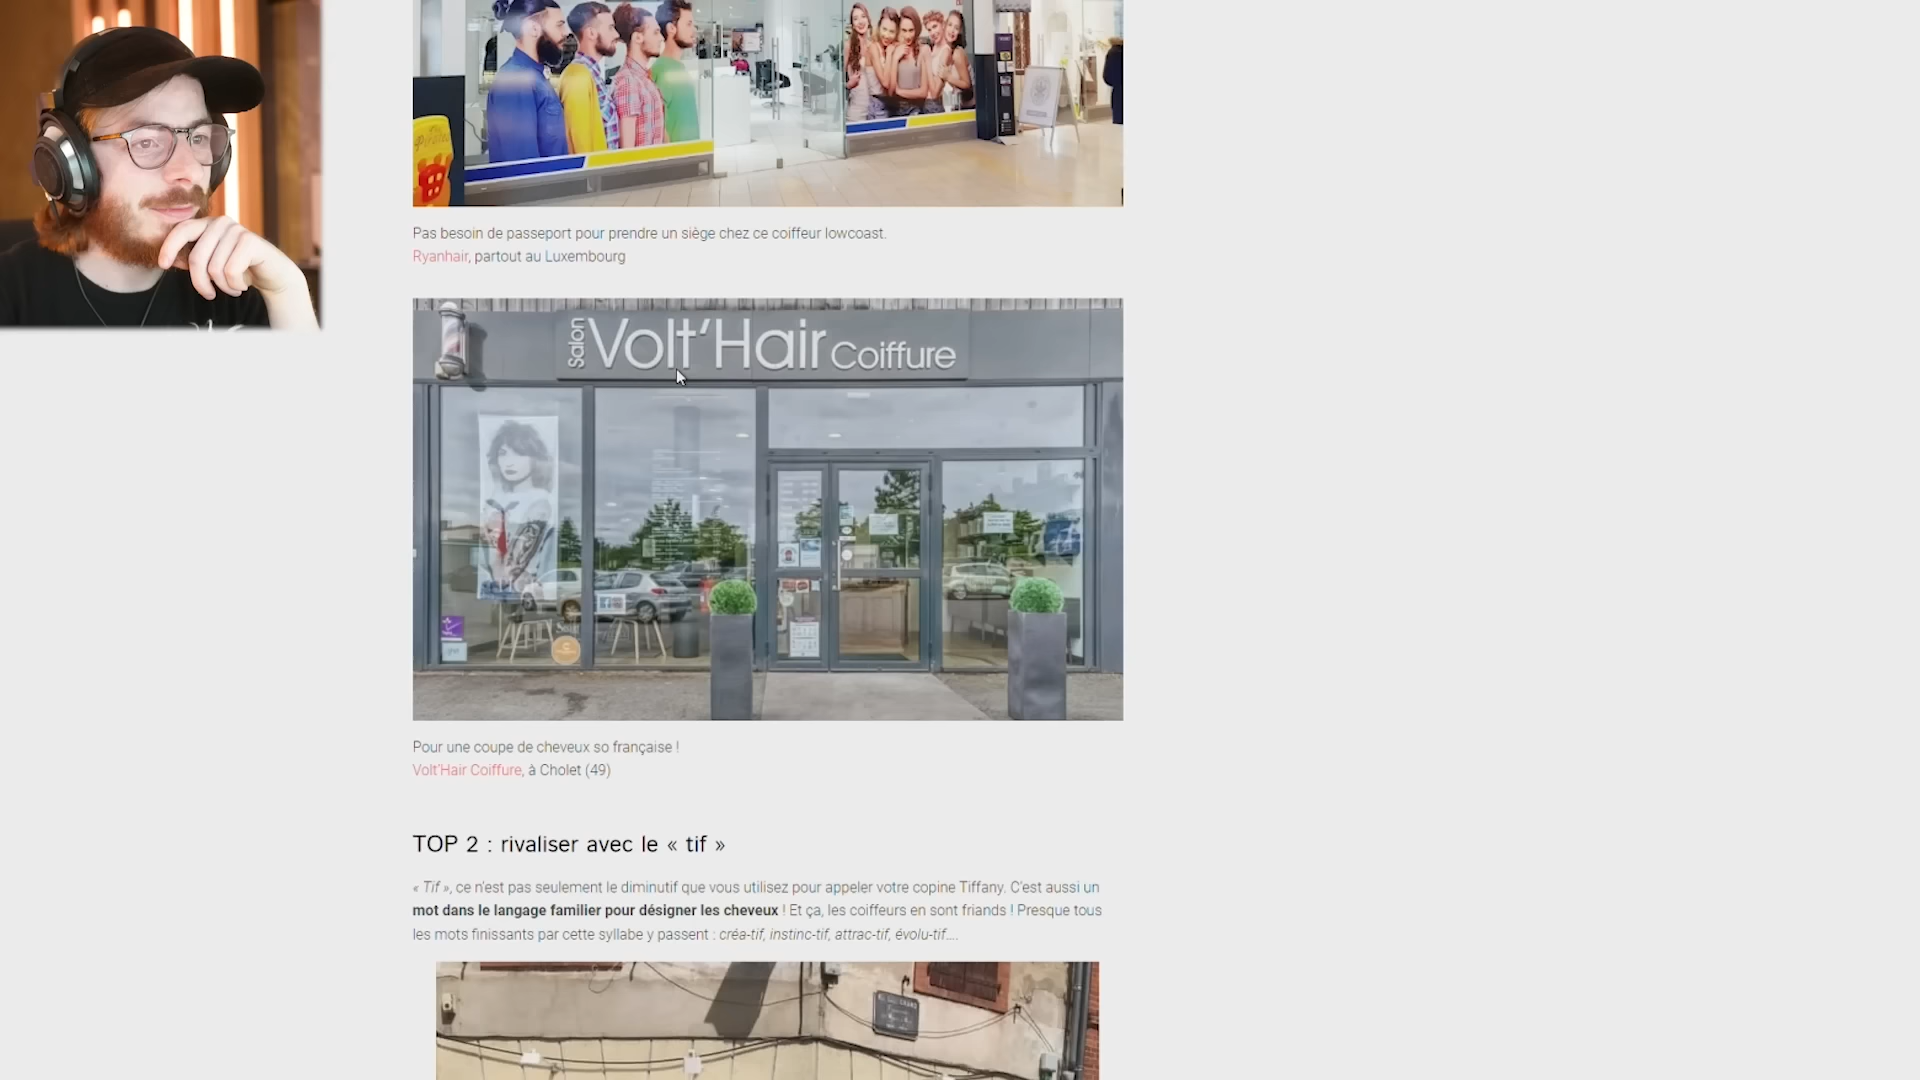 Pas besoin de passeport pour prendre un siège chez ce coiffeur lowcoast.
Ryanhair, partout au Luxembourg
Salon Volt'Hair Coiffure
Pour une coupe de cheveux so française !
Volt'Hair Coiffure, à Cholet (49)
TOP 2 : rivaliser avec le « tif »
« Tif », ce n'est pas seulement le diminutif que vous utilisez pour appeler votre copine Tiffany. C'est aussi un
mot dans le langage familier pour désigner les cheveux ! Et ça, les coiffeurs en sont friands ! Presque tous
les mots finissants par cette syllabe y passent : créa-tif, instinc-tif, attrac-tif, évolu-tif....